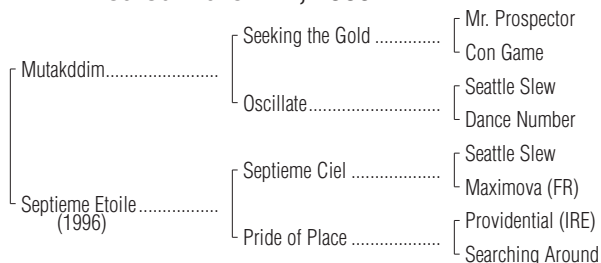 Mr. Prospector
Seeking the Gold
Con Game
Mutakddim
Seattle Slew
Oscillate
Dance Number
Seattle Slew
Septieme Ciel
Maximova (FR)
Septieme Etoile
(1996)
Providential (IRE)
Pride of Place
Searching Around